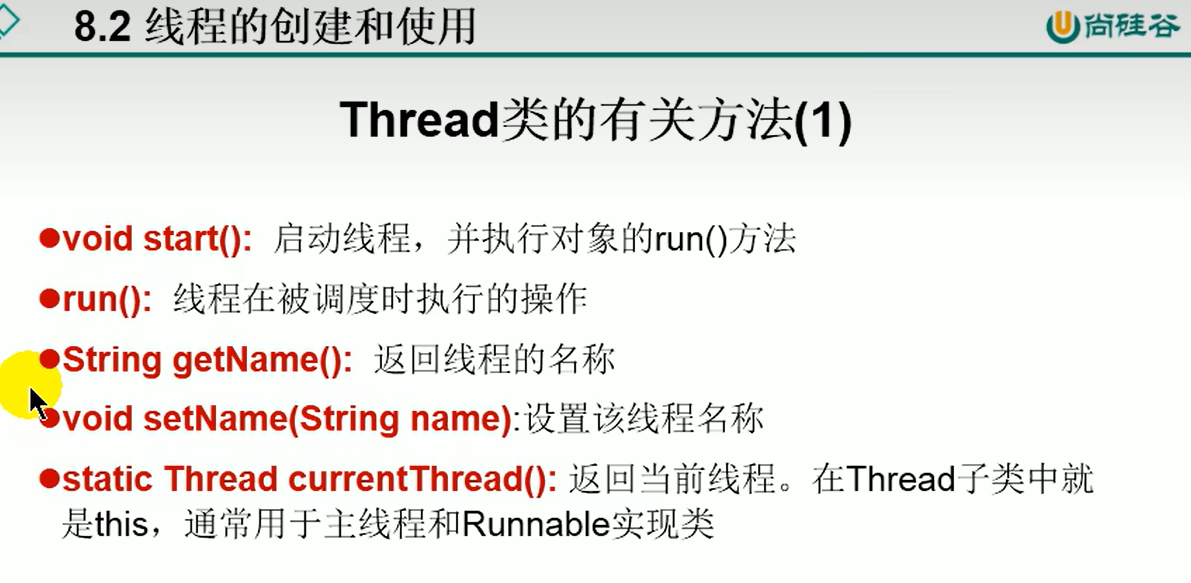 8.2 线程的创建和使用
尚硅谷
Thread类的有关方法(1)
●void start(): 启动线程，并执行对象的run()方法
●run(): 线程在被调度时执行的操作
●String getName(): 返回线程的名称
●void setName(String name):设置该线程名称
●static Thread currentThread(): 返回当前线程。在Thread子类中就
是this，通常用于主线程和Runnable实现类